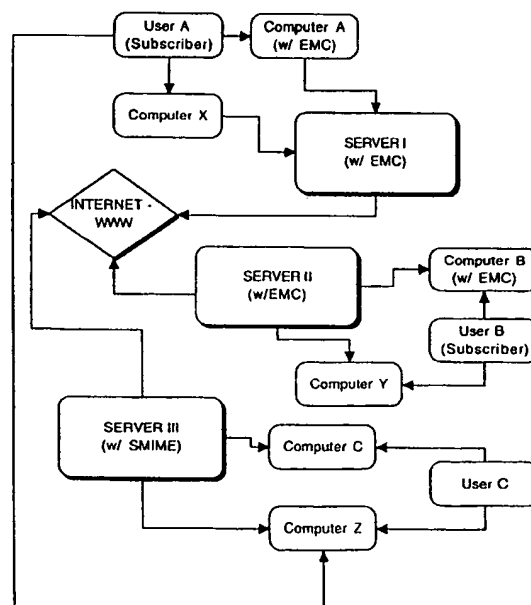 User A
(Subscriber)
Computer A
(w/ EMC)
Computer X
SERVER I
(w/ EMC)
INTERNET -
WWW
SERVER II
(w/EMC)
Computer B
(w/ EMC)
User B
(Subscriber)
Computer Y
SERVER III
(w/ SMIME)
Computer C
User C
Computer Z